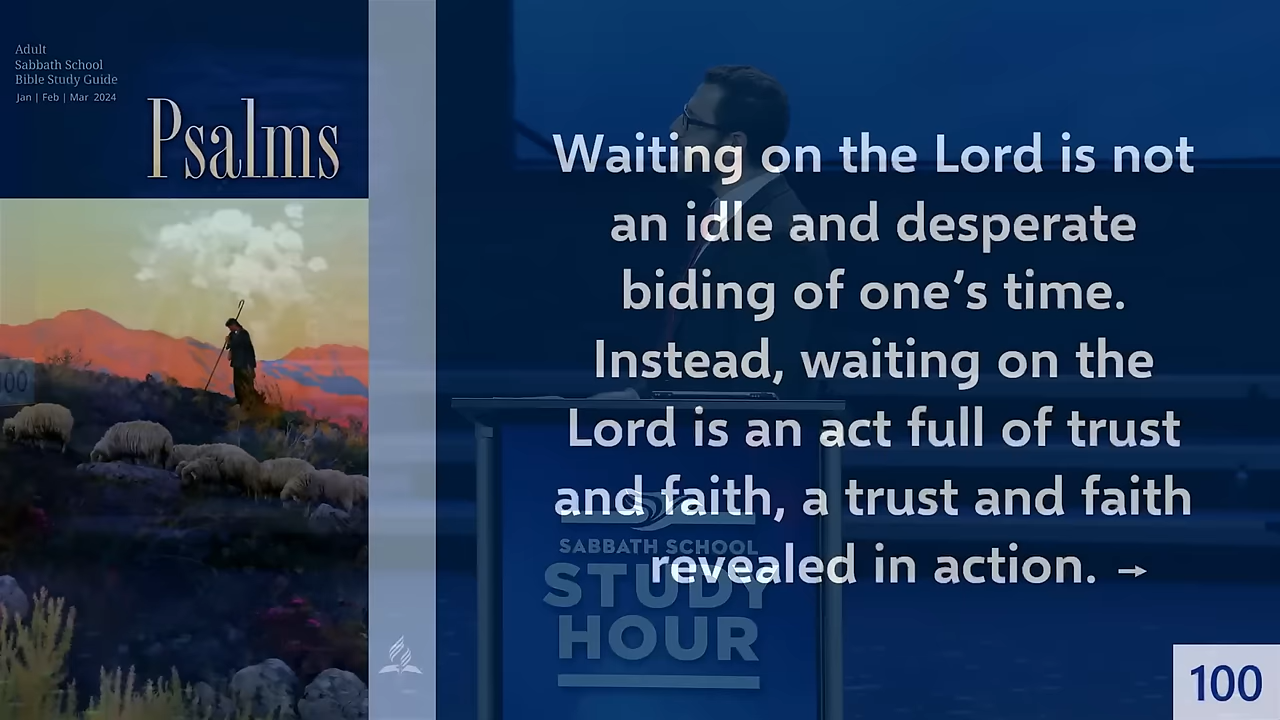 Adult
Sabbath School
Bible Study Guide
Jan | Feb | Mar 2024
Psalms
100
Waiting on the Lord is not
an idle and desperate
biding of one’s time.
Instead, waiting on the
Lord is an act full of trust
and faith, a trust and faith
revealed in action. →
SABBATH SCHOOL
STUDY
HOUR
100